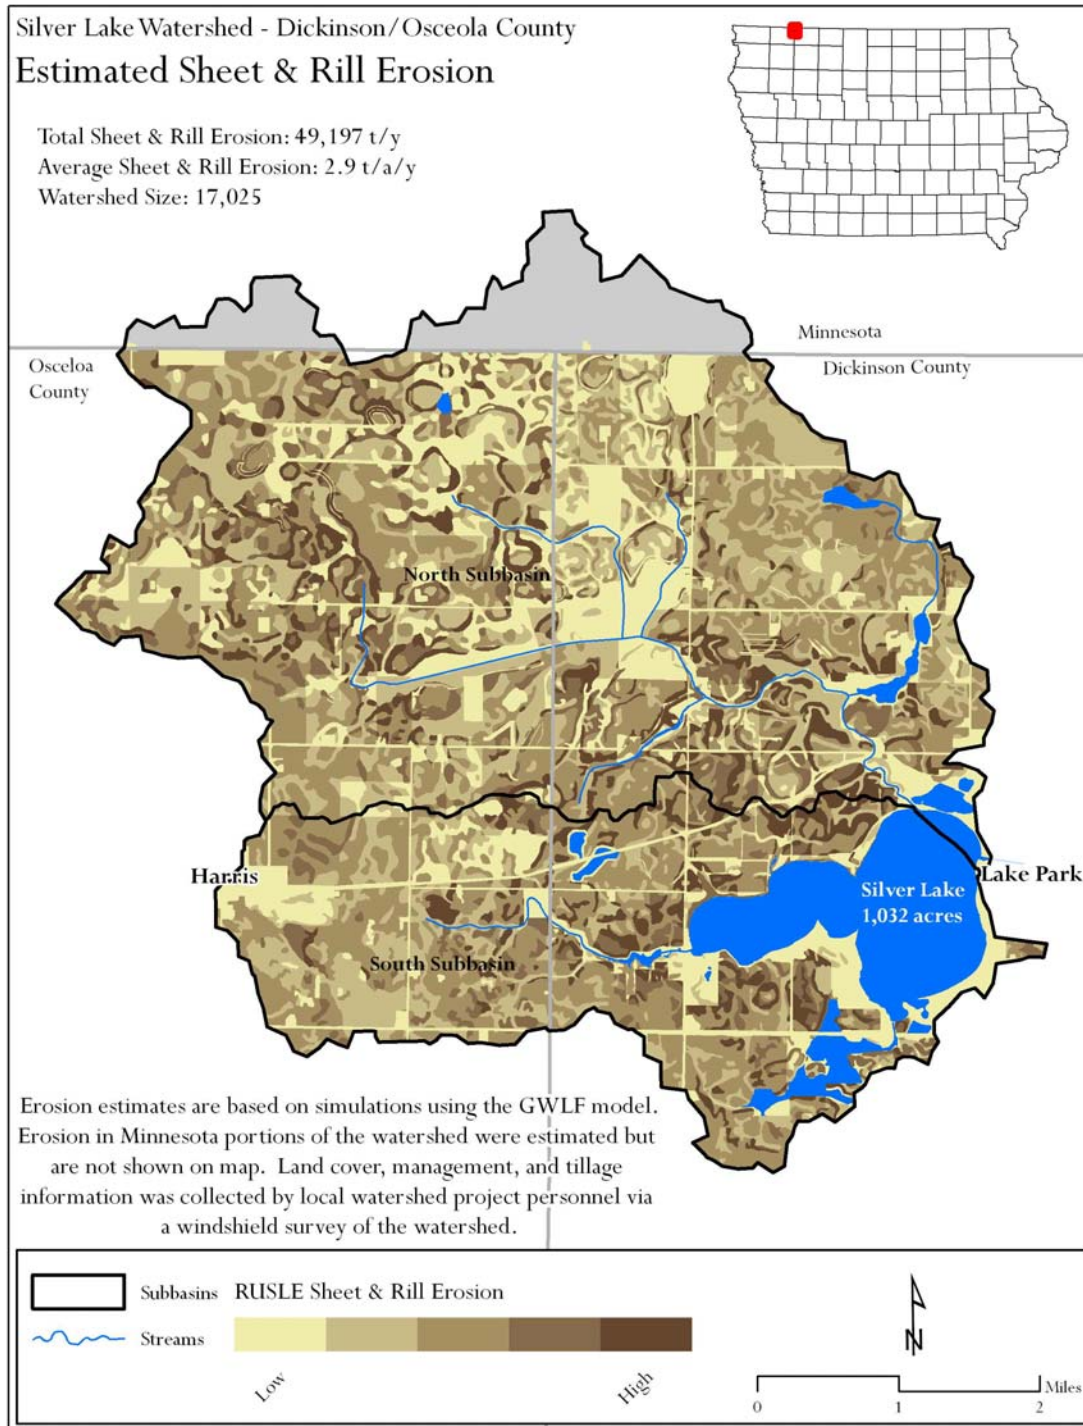 Silver Lake Watershed - Dickinson/Osceola County
Estimated Sheet & Rill Erosion
Total Sheet & Rill Erosion: 49,197 t/y
Average Sheet & Rill Erosion: 2.9 t/a/y
Watershed Size: 17,025
Minnesota
Osceloa
County
Dickinson County
North Subbasin
Harris
Lake Park
Silver Lake
1,032 acres
South Subbasin
Erosion estimates are based on simulations using the GWLF model.
Erosion in Minnesota portions of the watershed were estimated but
are not shown on map. Land cover, management, and tillage
information was collected by local watershed project personnel via
a windshield survey of the watershed.
Subbasins
RUSLE Sheet & Rill Erosion
Streams
Low
High
N
Miles
0 1 2